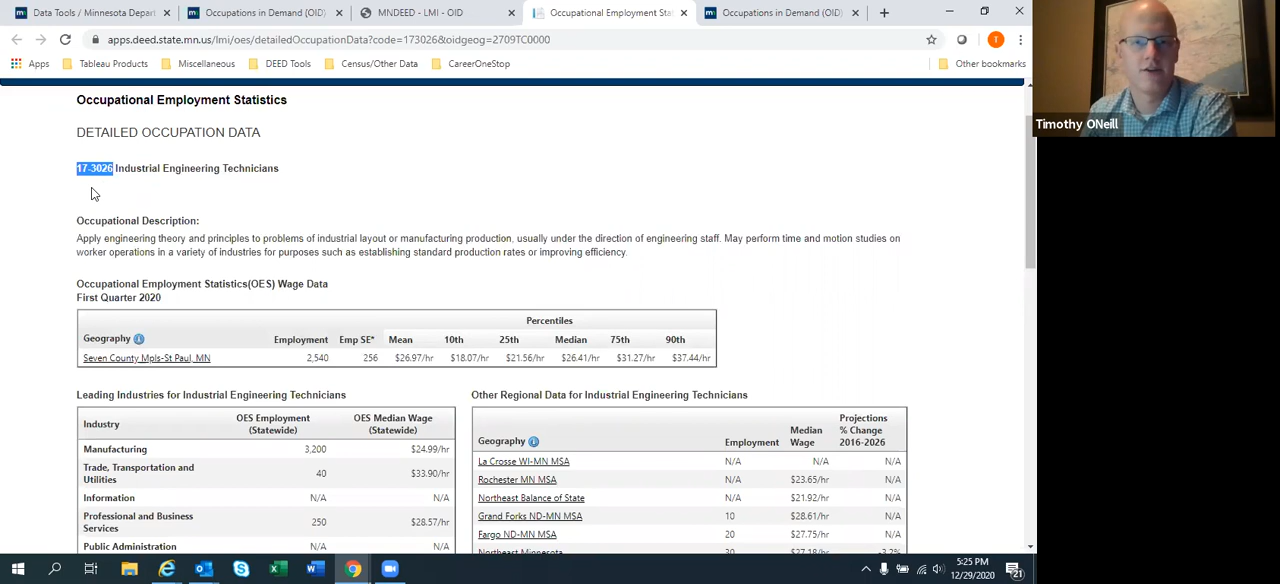 Data Tools / Minnesota Depart
Occupations in Demand (OID)
MNDEED - LMI - OID
Occupational Employment Stati
Occupations in Demand (OID)
apps.deed.state.mn.us/lmi/oes/detailedOccupationData?code=173026&oidgeog=2709TC0000
T
Apps
Tableau Products
Miscellaneous
DEED Tools
Census/Other Data
CareerOneStop
Other bookmarks
Timothy ONeill
Occupational Employment Statistics
DETAILED OCCUPATION DATA
17-3026 Industrial Engineering Technicians
Occupational Description:
Apply engineering theory and principles to problems of industrial layout or manufacturing production, usually under the direction of engineering staff. May perform time and motion studies on
worker operations in a variety of industries for purposes such as establishing standard production rates or improving efficiency.
Occupational Employment Statistics(OES) Wage Data
First Quarter 2020
Percentiles
Geography Employment Emp SE* Mean 10th 25th Median 75th 90th
Seven County Mpls-St Paul, MN 2,540 256 $26.97/hr $18.07/hr $21.56/hr $26.41/hr $31.27/hr $37.44/hr
Leading Industries for Industrial Engineering Technicians
Industry OES Employment (Statewide) OES Median Wage (Statewide)
Manufacturing 3,200 $24.99/hr
Trade, Transportation and Utilities 40 $33.90/hr
Information N/A N/A
Professional and Business Services 250 $28.57/hr
Public Administration N/A N/A
Other Regional Data for Industrial Engineering Technicians
Geography Employment Median Wage Projections % Change 2016-2026
La Crosse WI-MN MSA N/A N/A N/A
Rochester MN MSA N/A $23.65/hr N/A
Northeast Balance of State N/A $21.92/hr N/A
Grand Forks ND-MN MSA 10 $28.61/hr N/A
Fargo ND-MN MSA 20 $27.75/hr N/A
Northeast Minnesota 30 $27.18/hr -3.2%
5:25 PM
12/29/2020
21